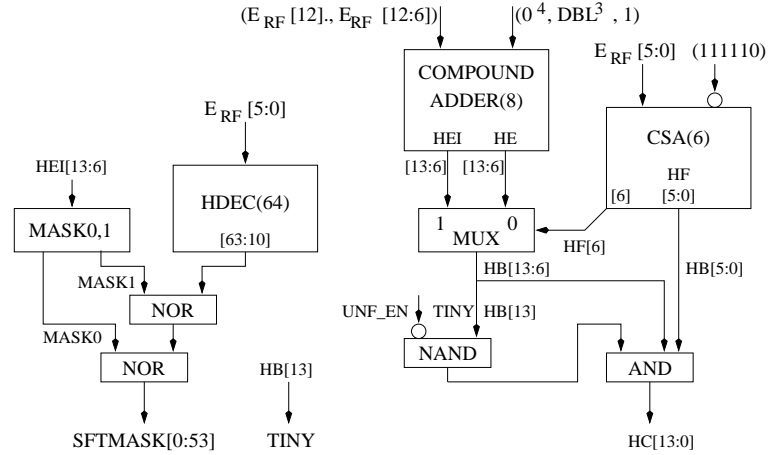 (E RF [12]., E RF [12:6])
(0 4, DBL 3, 1)
E RF [5:0]
(111110)
COMPOUND
ADDER(8)
HEI HE
[13:6] [13:6]
CSA(6)
HF
[6] [5:0]
E RF [5:0]
HEI[13:6]
MASK0,1
HDEC(64)
[63:10]
MASK1
NOR
MASK0
NOR
SFTMASK[0:53]
HB[13]
TINY
1 0
MUX
HF[6]
HB[13:6]
HB[5:0]
UNF_EN
TINY
HB[13]
NAND
AND
HC[13:0]